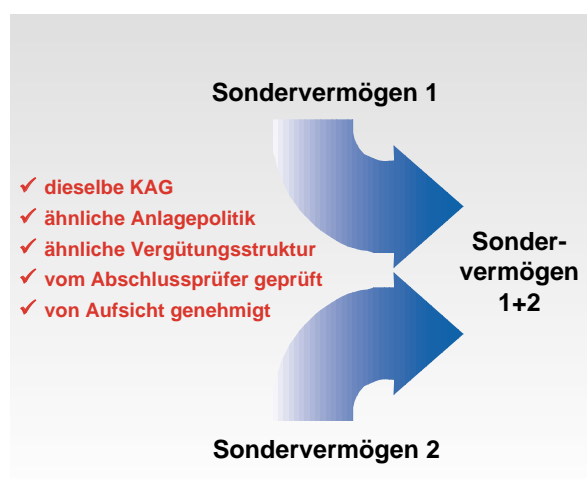 Sondervermögen 1
✓ dieselbe KAG
✓ ähnliche Anlagepolitik
✓ ähnliche Vergütungsstruktur
✓ vom Abschlussprüfer geprüft
✓ von Aufsicht genehmigt
Sonder-
vermögen
1+2
Sondervermögen 2